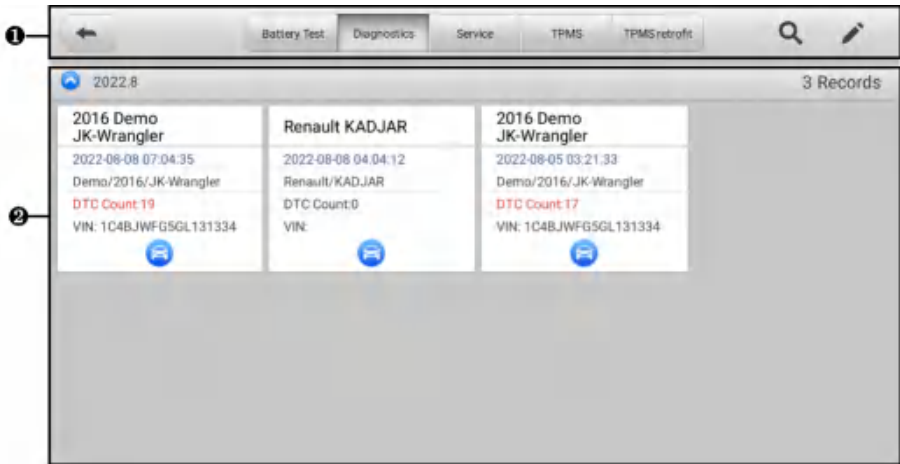 ❶
Battery Test Diagnostics Service TPMS TPMS retrofit
2022.8 3 Records
2016 Demo
JK-Wrangler
2022-08-08 07:04:35
Demo/2016/JK-Wrangler
DTC Count:19
VIN: 1C4BJWFG5GL131334
Renault KADJAR
2022-08-08 04:04:12
Renault/KADJAR
DTC Count:0
VIN:
2016 Demo
JK-Wrangler
2022-08-05 03:21:33
Demo/2016/JK-Wrangler
DTC Count:17
VIN: 1C4BJWFG5GL131334
❷